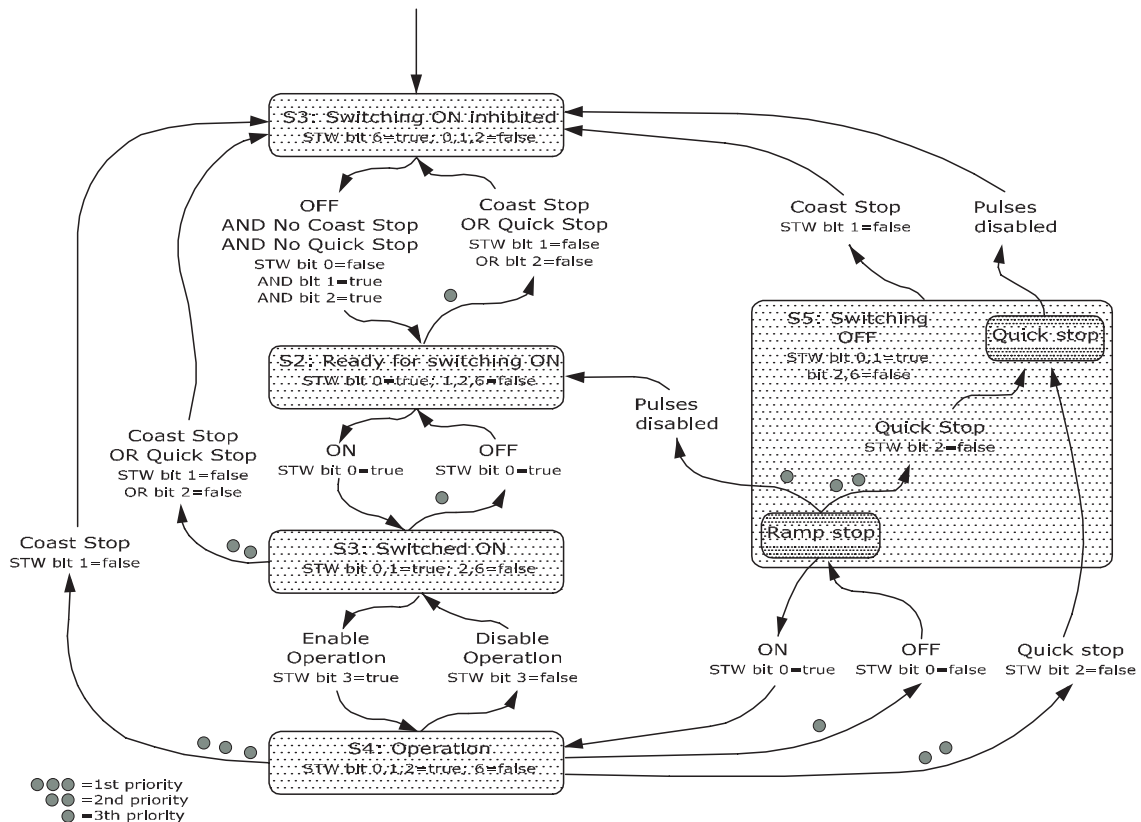 S3: Switching ON inhibited
STW bit 6=true; 0,1,2=false
OFF
AND No Coast Stop
AND No Quick Stop
STW bit 0=false
AND bit 1=true
AND bit 2=true
Coast Stop
OR Quick Stop
STW bit 1=false
OR bit 2=false
Coast Stop
STW bit 1=false
Pulses
disabled
S2: Ready for switching ON
STW bit 0=true; 1,2,6=false
S5: Switching
OFF
STW bit 0,1=true
bit 2,6=false
Quick stop
Pulses
disabled
Quick Stop
STW bit 2=false
Ramp stop
ON
STW bit 0=true
OFF
STW bit 0=true
Coast Stop
OR Quick Stop
STW bit 1=false
OR bit 2=false
Coast Stop
STW bit 1=false
S3: Switched ON
STW bit 0,1=true; 2,6=false
Enable
Operation
STW bit 3=true
Disable
Operation
STW bit 3=false
ON
STW bit 0=true
OFF
STW bit 0=false
Quick stop
STW bit 2=false
S4: Operation
STW bit 0,1,2=true; 6=false
=1st priority
=2nd priority
=3th priority